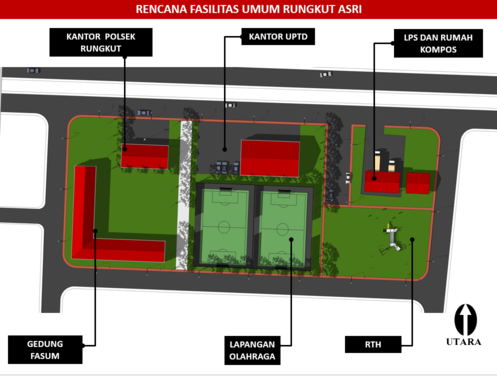 RENCANA FASILITAS UMUM RUNGKUT ASRI
KANTOR POLSEK
RUNGKUT
KANTOR UPTD
LPS DAN RUMAH
KOMPOS
GEDUNG
FASUM
LAPANGAN
OLAHRAGA
RTH
UTARA